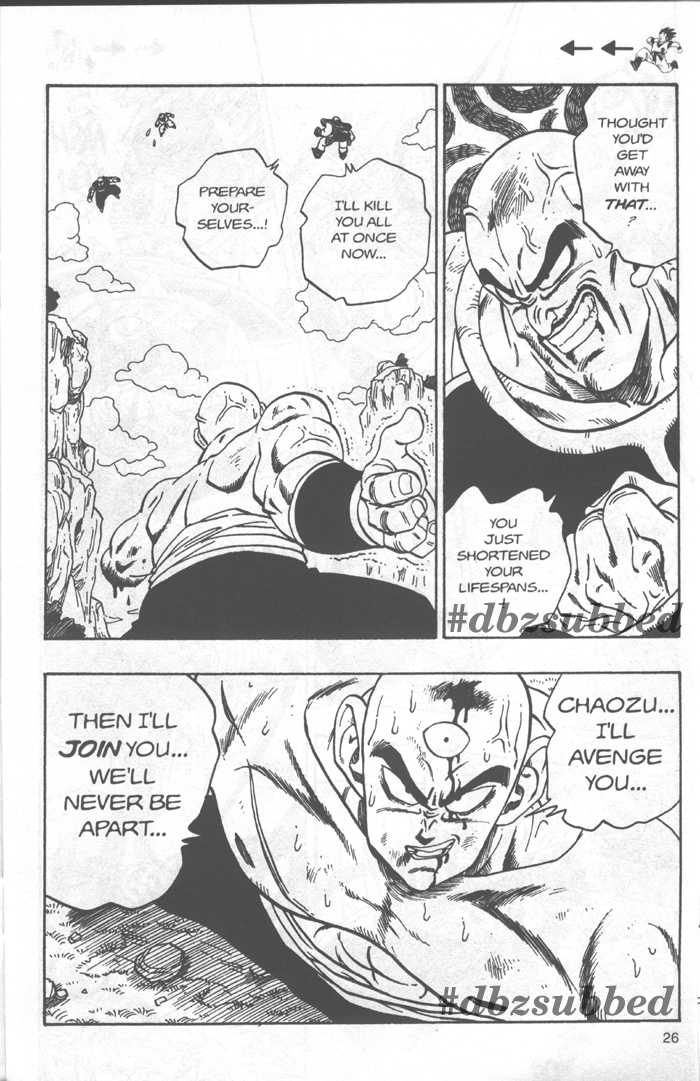 THOUGHT
YOU'D
GET
AWAY
WITH
THAT...
?
YOU
JUST
SHORTENED
YOUR
LIFESPANS...
#dbzsubbed
I'LL KILL
YOU ALL
AT ONCE
NOW...
PREPARE
YOUR-
SELVES...!
CHAOZU...
I'LL
AVENGE
YOU...
THEN I'LL
JOIN YOU...
WE'LL
NEVER BE
APART...
#dbzsubbed
26